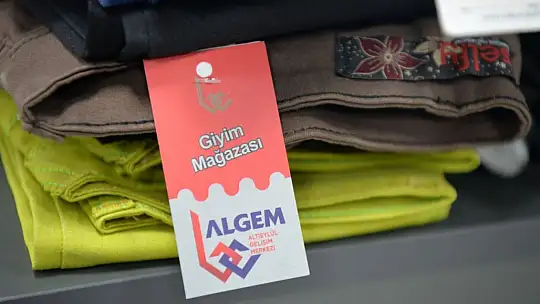 Giyim
Mağazası
ALGEM
ALTIEYLÜL
GELİŞİM
MERKEZİ